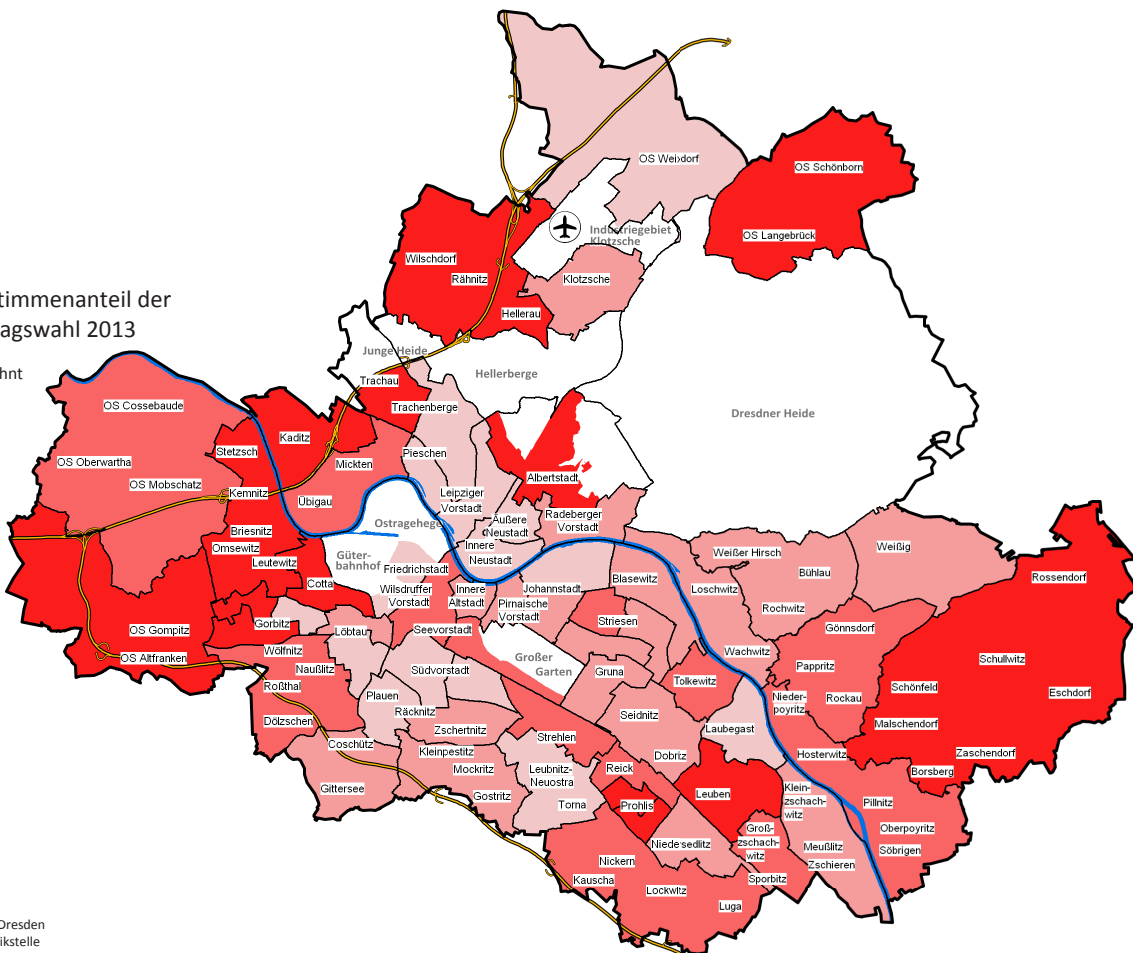 OS Weixdorf
OS Schönborn
OS Langebrück
Industriegebiet
Klotzsche
Wilschdorf
Rähnitz
Klotzsche
Hellerau
timmenanteil der
agswahl 2013
hnt
Junge Heide
Hellerberge
Trachau
Trachenberge
Dresdner Heide
OS Cossebaude
Kaditz
Stetzsch
Pieschen
Mickten
OS Oberwartha
OS Mobschatz
Kemnitz
Übigau
Albertstadt
Leipziger
Vorstadt
Äußere
Neustadt
Radeberger
Vorstadt
Ostragehege
Briesnitz
Omsewitz
Leutewitz
Güter-
bahnhof
Innere
Neustadt
Friedrichstadt
Cotta
Wilsdruffer
Vorstadt
Innere
Altstadt
Johannstadt
Pirnaische
Vorstadt
Blasewitz
Loschwitz
Weißer Hirsch
Bühlau
Weißig
Rochwitz
Rossendorf
OS Gompitz
OS Altfranken
Gorbitz
Löbtau
Seevorstadt
Striesen
Gönnsdorf
Wölfnitz
Naußlitz
Roßthal
Dölzschen
Südvorstadt
Großer
Garten
Gruna
Wachwitz
Pappritz
Rockau
Schullwitz
Schönfeld
Eschdorf
Tolkewitz
Nieder-
poyritz
Plauen
Räcknitz
Zschertnitz
Seidnitz
Laubegast
Malschendorf
Coschütz
Kleinpestitz
Mockritz
Gostritz
Strehlen
Dobritz
Hosterwitz
Zaschendorf
Borsberg
Gittersee
Leubnitz-
Neuostra
Torna
Reick
Prohlis
Leuben
Klein-
zschach-
witz
Pillnitz
Oberpoyritz
Söbrigen
Groß-
zschach-
witz
Niedersedlitz
Meußlitz
Zschieren
Nickern
Kauscha
Lockwitz
Luga
Sporbitz
Dresden
ikstelle